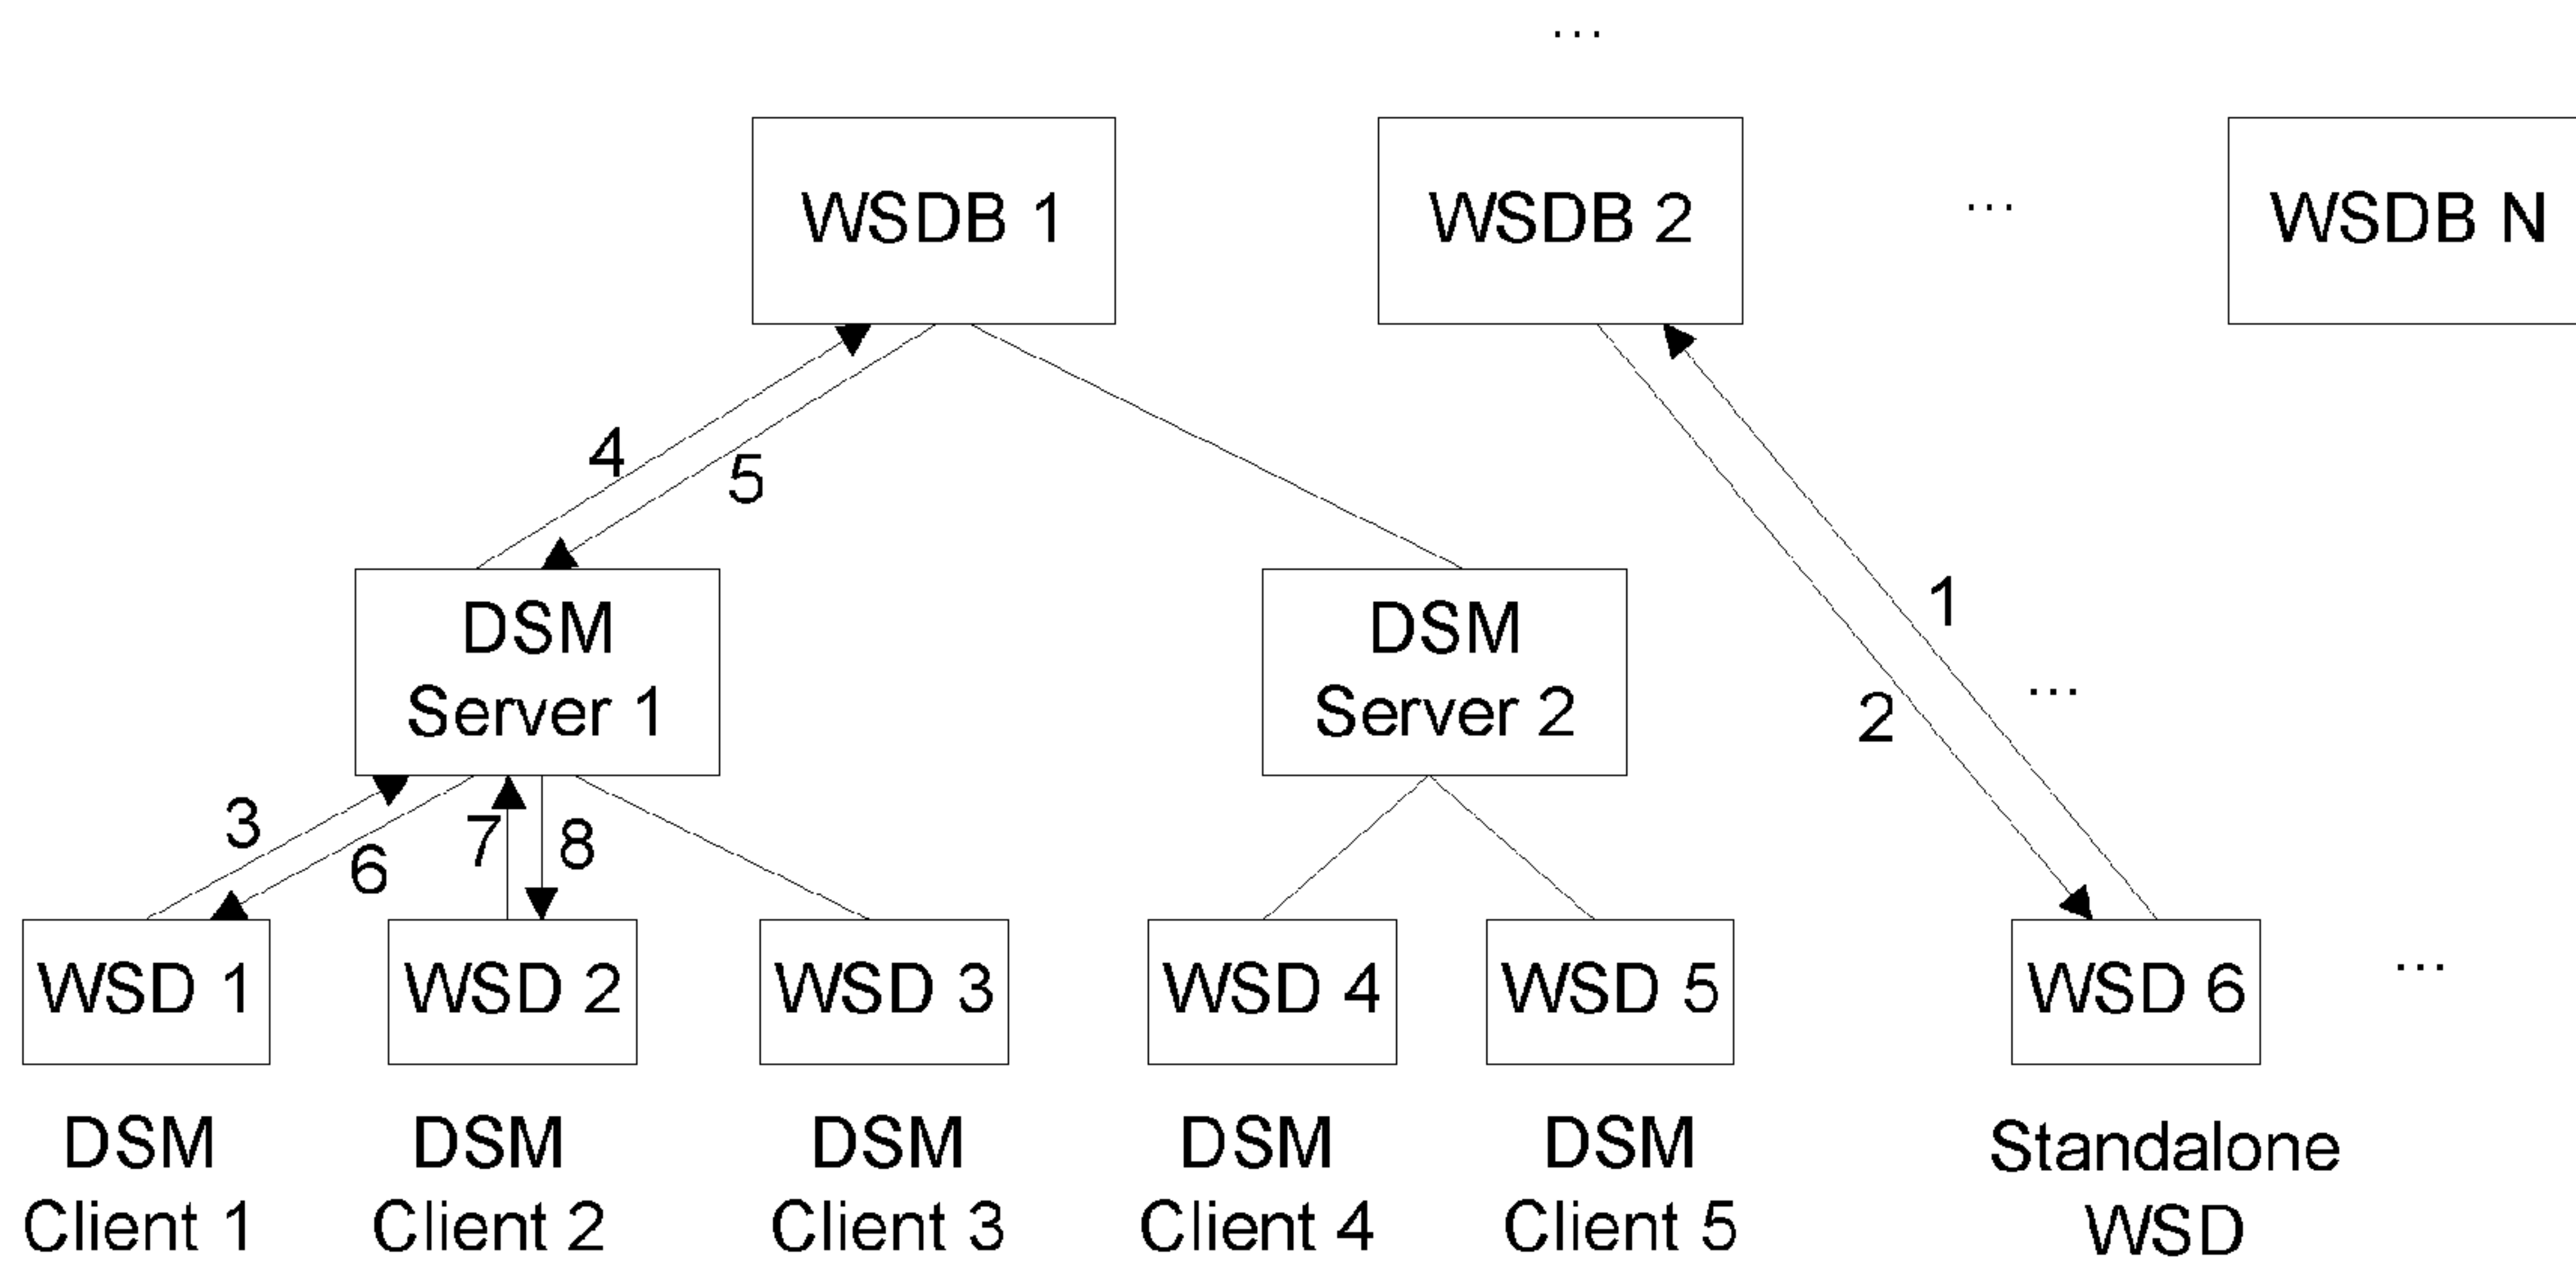 ...
WSDB 1
WSDB 2
...
WSDB N
4
5
DSM
Server 1
DSM
Server 2
1
2
...
3
6
7
8
WSD 1
WSD 2
WSD 3
WSD 4
WSD 5
WSD 6
...
DSM
Client 1
DSM
Client 2
DSM
Client 3
DSM
Client 4
DSM
Client 5
Standalone
WSD